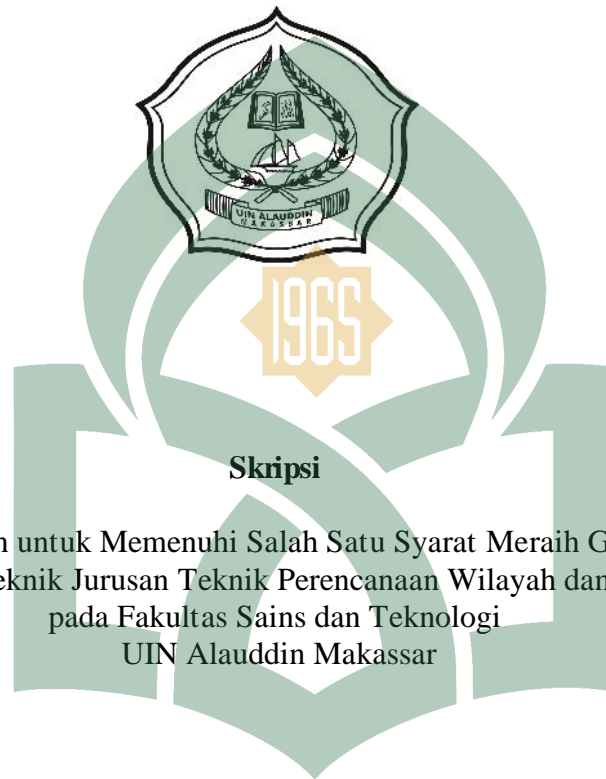 UIN ALAUDDIN
MAKASSAR
1965
Skripsi
n untuk Memenuhi Salah Satu Syarat Meraih G
eknik Jurusan Teknik Perencanaan Wilayah dan
pada Fakultas Sains dan Teknologi
UIN Alauddin Makassar